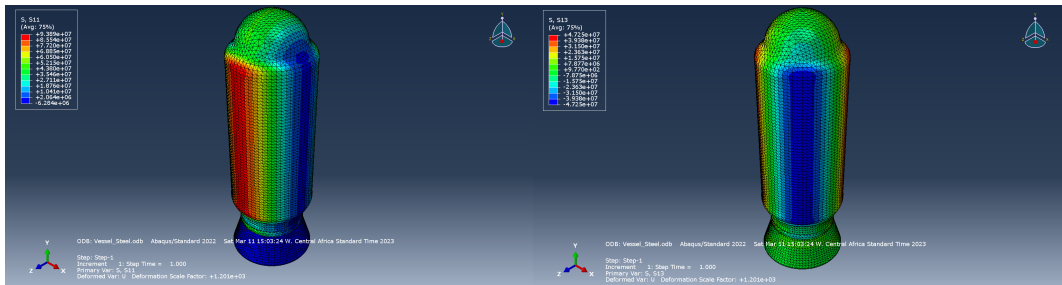 S, S11
(Avg: 75%)
+9.389e+07
+8.554e+07
+7.720e+07
+6.885e+07
+6.050e+07
+5.215e+07
+4.380e+07
+3.546e+07
+2.711e+07
+1.876e+07
+1.041e+07
+2.064e+06
-6.284e+06
Y
Z
X
ODB: Vessel_Steel.odb Abaqus/Standard 2022 Sat Mar 11 15:03:24 W. Central Africa Standard Time 2023
Step: Step-1
Increment 1: Step Time = 1.000
Primary Var: S, S11
Deformed Var: U Deformation Scale Factor: +1.201e+03
S, S13
(Avg: 75%)
+4.725e+07
+3.938e+07
+3.150e+07
+2.363e+07
+1.575e+07
+7.877e+06
+9.770e+02
-7.875e+06
-1.575e+07
-2.363e+07
-3.150e+07
-3.938e+07
-4.725e+07
Y
Z
X
ODB: Vessel_Steel.odb Abaqus/Standard 2022 Sat Mar 11 15:03:24 W. Central Africa Standard Time 2023
Step: Step-1
Increment 1: Step Time = 1.000
Primary Var: S, S13
Deformed Var: U Deformation Scale Factor: +1.201e+03